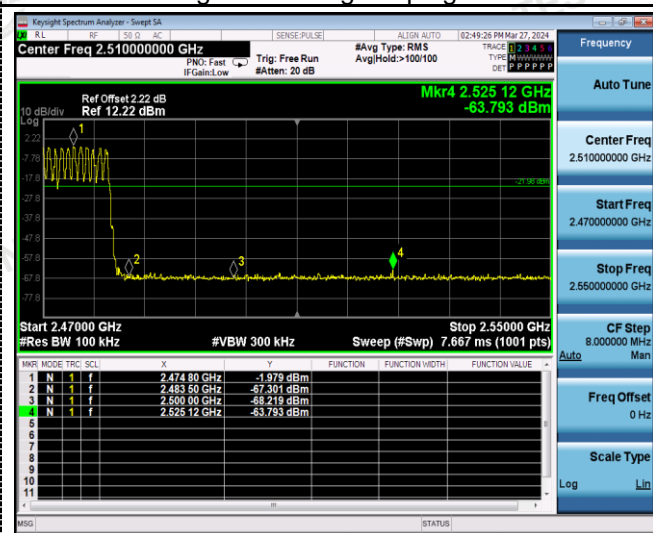 Keysight Spectrum Analyzer - Swept SA
RL RF 50 Ω AC SENSE:PULSE ALIGN AUTO 02:49:26 PM Mar 27, 2024
Center Freq 2.510000000 GHz
PNO: Fast
IFGain:Low
Trig: Free Run
#Atten: 20 dB
#Avg Type: RMS
Avg|Hold:>100/100
TRACE 1 2 3 4 5 6
TYPE M W W W W W
DET P P P P P P
Ref Offset 2.22 dB
Ref 12.22 dBm
10 dB/div
Log
Mkr4 2.525 12 GHz
-63.793 dBm
2.22
-7.78
-17.8
-27.8
-37.8
-47.8
-57.8
-67.8
-77.8
1
2
3
4
-21.98 dBm
Start 2.47000 GHz
Stop 2.55000 GHz
#Res BW 100 kHz
#VBW 300 kHz
Sweep (#Swp) 7.667 ms (1001 pts)
MKR MODE TRC SCL X Y FUNCTION FUNCTION WIDTH FUNCTION VALUE
1 N 1 f 2.474 80 GHz -1.979 dBm
2 N 1 f 2.483 50 GHz -67.301 dBm
3 N 1 f 2.500 00 GHz -68.219 dBm
4 N 1 f 2.525 12 GHz -63.793 dBm
5
6
7
8
9
10
11
MSG
STATUS
Frequency
Auto Tune
Center Freq
2.510000000 GHz
Start Freq
2.470000000 GHz
Stop Freq
2.550000000 GHz
CF Step
8.000000 MHz
Auto Man
Freq Offset
0 Hz
Scale Type
Log Lin